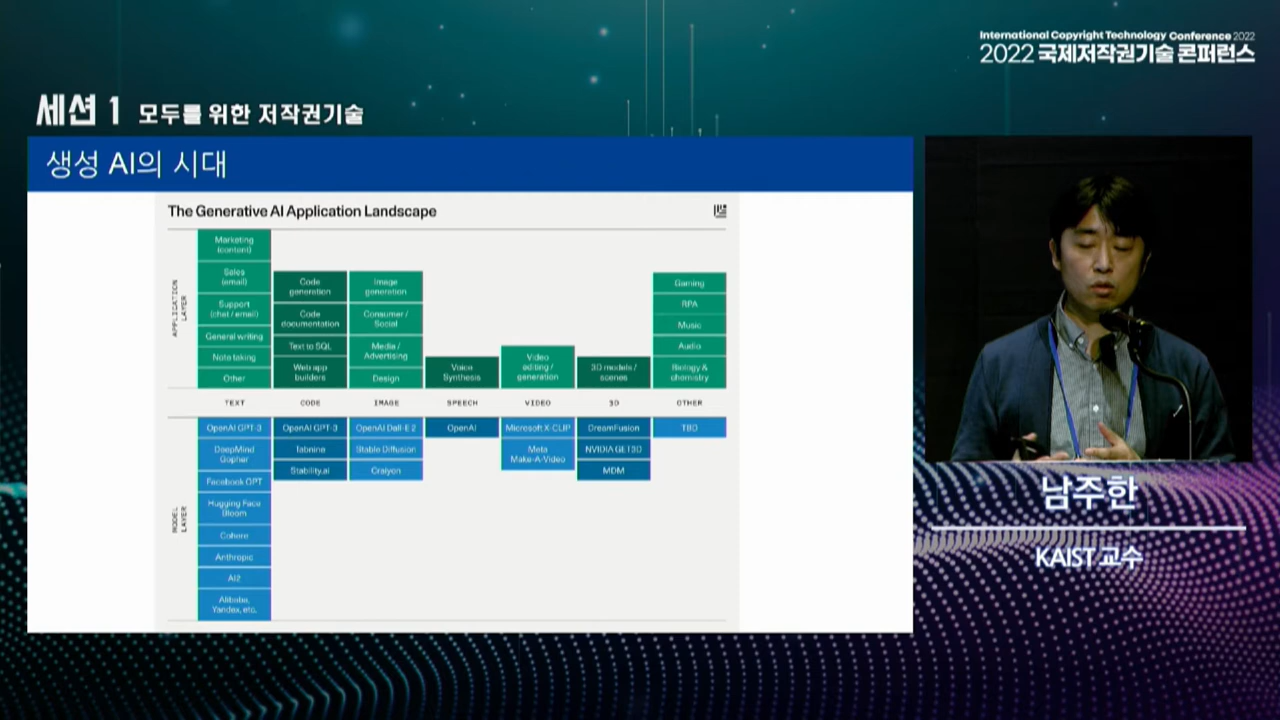 International Copyright Technology Conference 2022
2022 국제저작권기술 콘퍼런스
세션 1 모두를 위한 저작권기술
생성 AI의 시대
The Generative AI Application Landscape
APPLICATION
LAYER
Marketing
(content)
Sales
(email)
Support
(chat / email)
General writing
Note taking
Other
Code
generation
Code
documentation
Text to SQL
Web app
builders
Image
generation
Consumer /
Social
Media /
Advertising
Design
Voice
Synthesis
Video
editing /
generation
3D models /
scenes
Gaming
RPA
Music
Audio
Biology &
chemistry
TEXT
CODE
IMAGE
SPEECH
VIDEO
3D
OTHER
MODEL
LAYER
OpenAI GPT-3
DeepMind
Gopher
Facebook OPT
Hugging Face
Bloom
Cohere
Anthropic
AI2
Alibaba,
Yandex, etc.
OpenAI GPT-3
Tabnine
Stability.ai
OpenAI Dall-E 2
Stable Diffusion
Craiyon
OpenAI
Microsoft X-CLIP
Meta
Make-A-Video
DreamFusion
NVIDIA GET3D
MDM
TBD
남주한
KAIST 교수